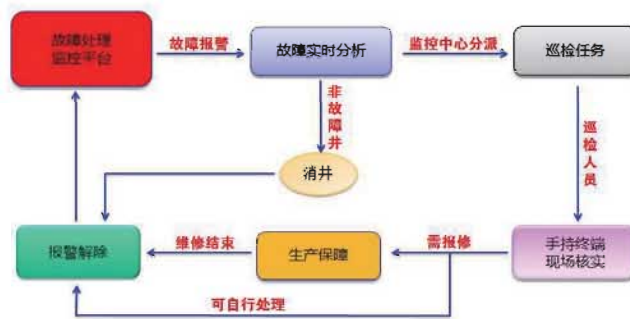 故障处理
监控平台
故障报警
故障实时分析
监控中心分派
巡检任务
非故障井
巡检人员
消井
报警解除
维修结束
生产保障
需报修
手持终端
现场核实
可自行处理